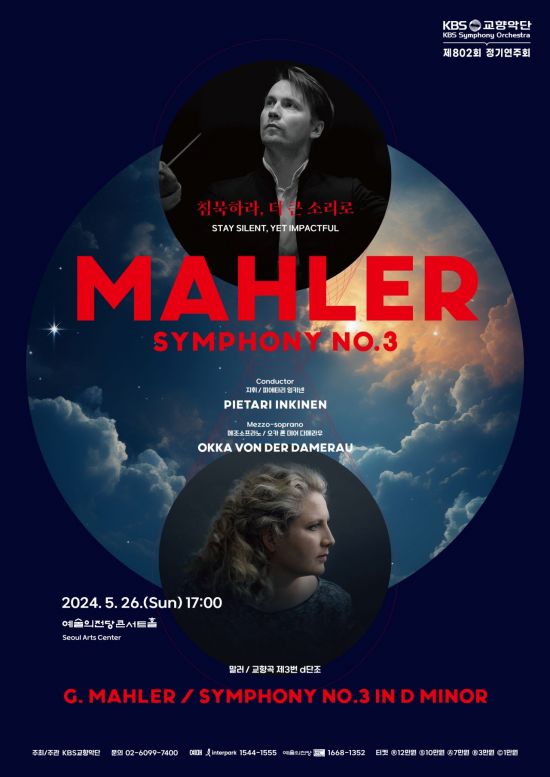 KBS 교향악단
KBS Symphony Orchestra
제802회 정기연주회
침묵하라, 더 큰 소리로
STAY SILENT, YET IMPACTFUL
MAHLER
SYMPHONY NO.3
Conductor
지휘 / 피에타리 잉키넨
PIETARI INKINEN
Mezzo-soprano
메조소프라노 / 오카 폰 데어 다메라우
OKKA VON DER DAMERAU
2024. 5. 26.(Sun) 17:00
예술의전당콘서트홀
Seoul Arts Center
말러 / 교향곡 제3번 d단조
G. MAHLER / SYMPHONY NO.3 IN D MINOR
주최/주관 KBS교향악단 문의 02-6099-7400 예매 interpark 1544-1555 예술의전당 1668-1352 티켓 R12만원 S10만원 A7만원 B3만원 C1만원